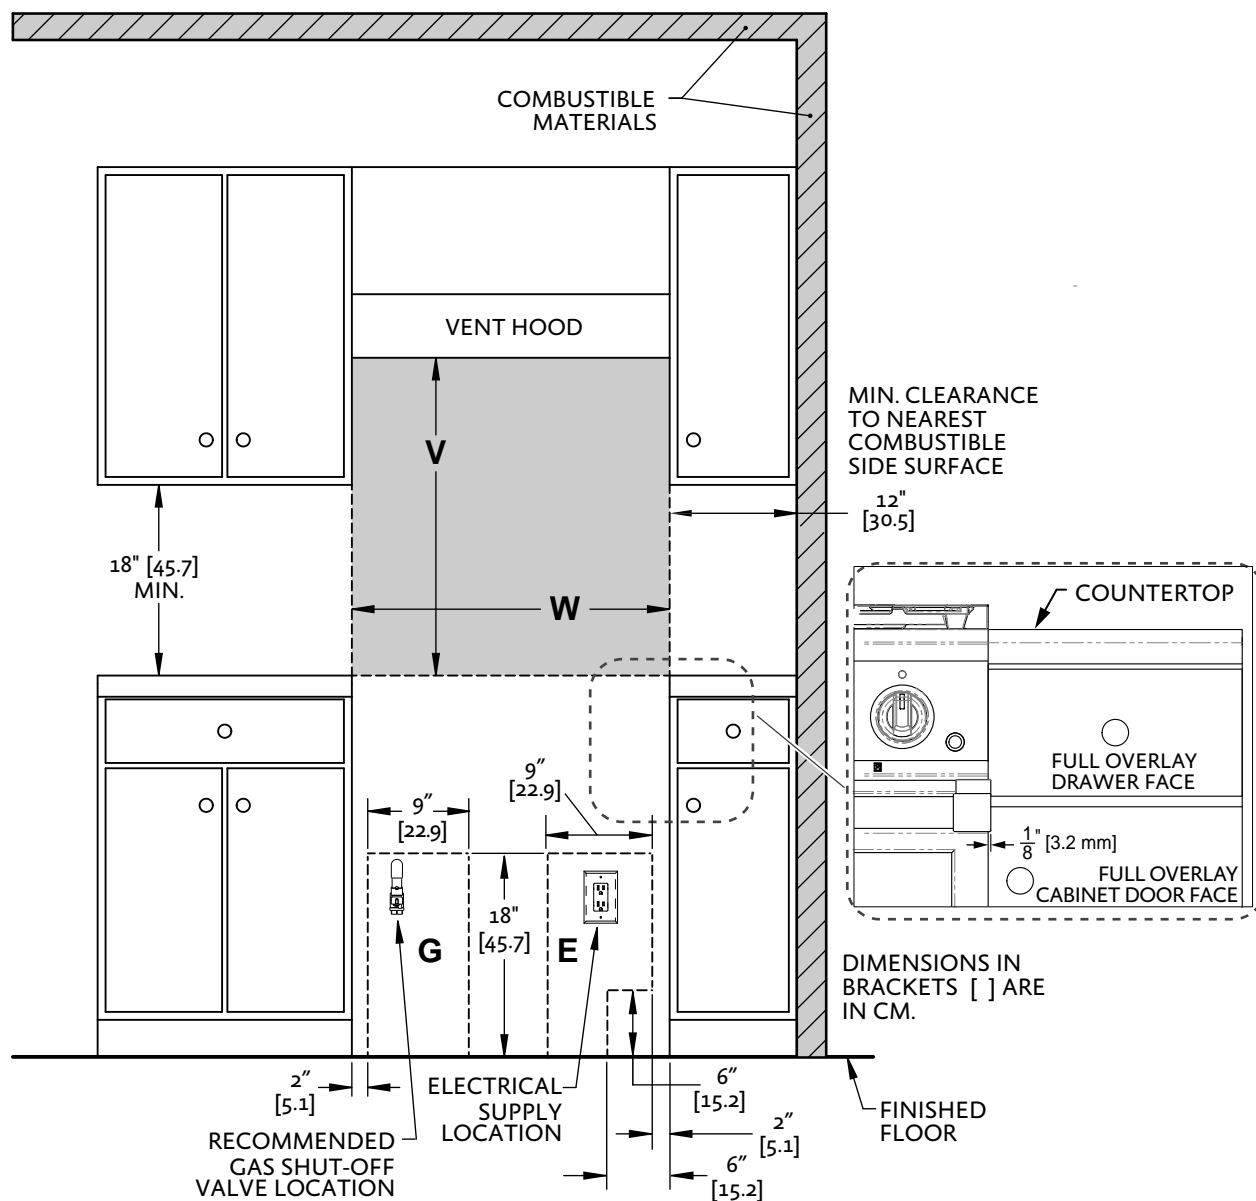 COMBUSTIBLE
MATERIALS
VENT HOOD
V
MIN. CLEARANCE
TO NEAREST
COMBUSTIBLE
SIDE SURFACE
12"
[30.5]
18" [45.7]
MIN.
W
COUNTERTOP
FULL OVERLAY
DRAWER FACE
1/8" [3.2 mm]
FULL OVERLAY
CABINET DOOR FACE
9"
[22.9]
9"
[22.9]
18"
[45.7]
G
E
DIMENSIONS IN
BRACKETS [ ] ARE
IN CM.
2"
[5.1]
ELECTRICAL
SUPPLY
LOCATION
6"
[15.2]
2"
[5.1]
6"
[15.2]
FINISHED
FLOOR
RECOMMENDED
GAS SHUT-OFF
VALVE LOCATION